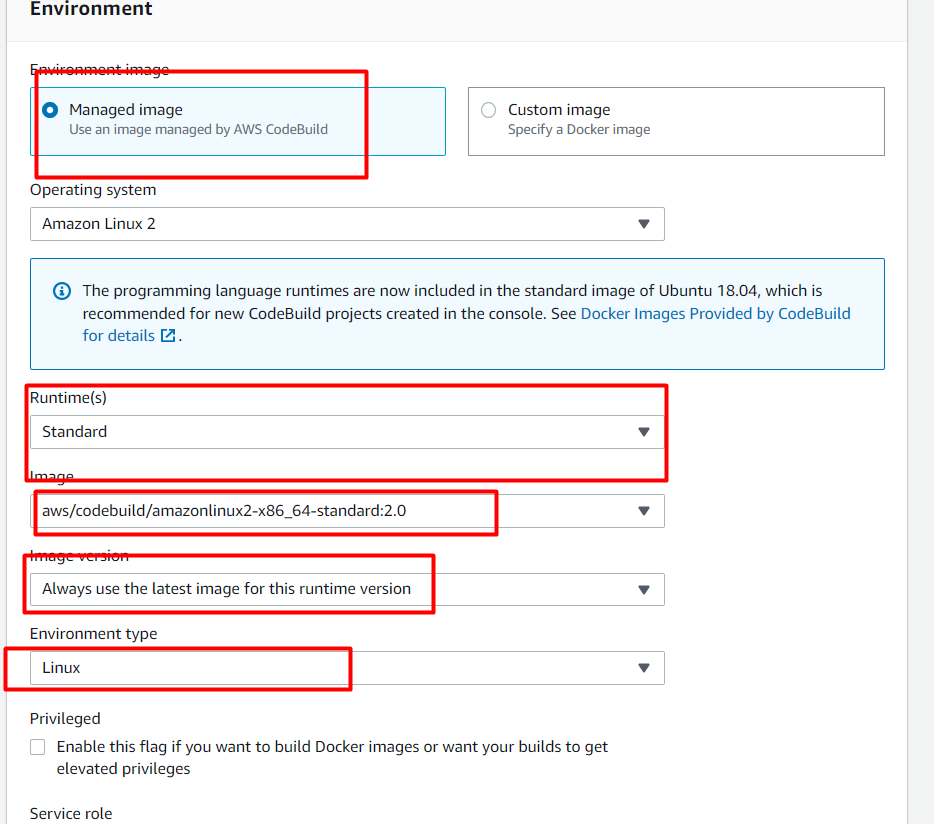 Environment
Environment image
Managed image
Use an image managed by AWS CodeBuild
Custom image
Specify a Docker image
Operating system
Amazon Linux 2
The programming language runtimes are now included in the standard image of Ubuntu 18.04, which is
recommended for new CodeBuild projects created in the console. See Docker Images Provided by CodeBuild
for details .
Runtime(s)
Standard
Image
aws/codebuild/amazonlinux2-x86_64-standard:2.0
Image version
Always use the latest image for this runtime version
Environment type
Linux
Privileged
Enable this flag if you want to build Docker images or want your builds to get
elevated privileges
Service role